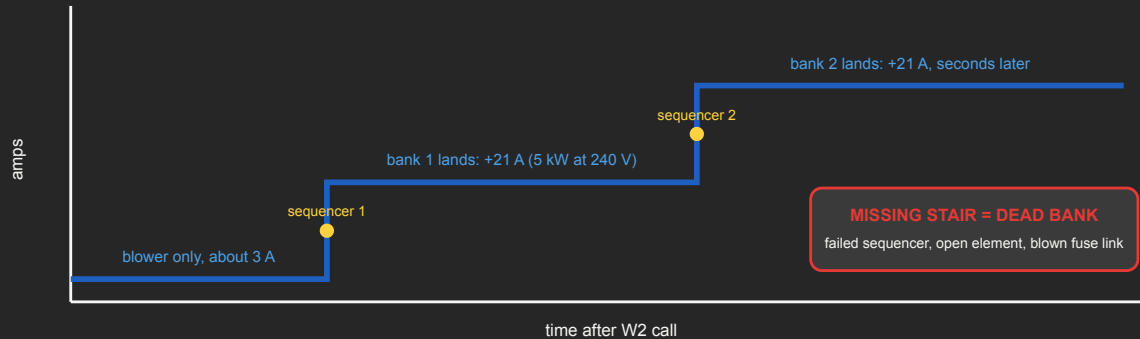 bank 2 lands: +21 A, seconds later
sequencer 2
bank 1 lands: +21 A (5 kW at 240 V)
sequencer 1
blower only, about 3 A
MISSING STAIR = DEAD BANK
failed sequencer, open element, blown fuse link
amps
time after W2 call